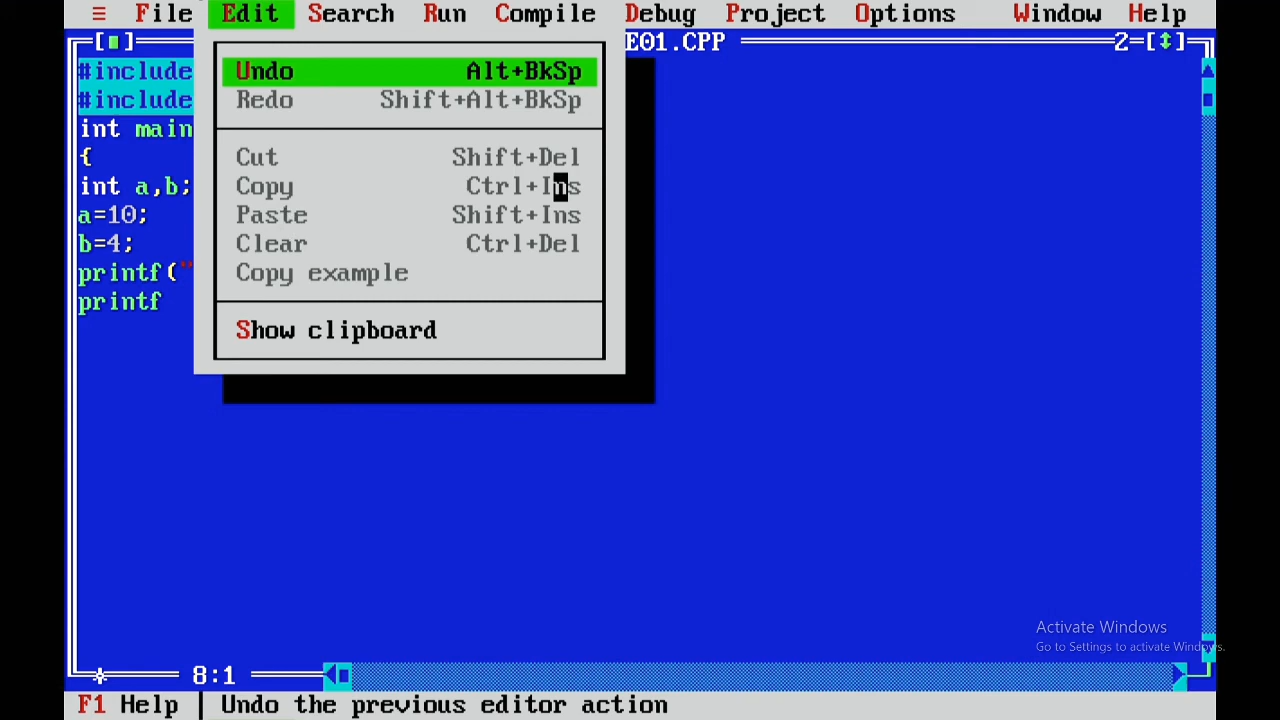 ≡ File Edit Search Run Compile Debug Project Options Window Help
E01.CPP 2
#include
#include
int main
{
int a,b;
a=10;
b=4;
printf("
printf
Undo Alt+BkSp
Redo Shift+Alt+BkSp
Cut Shift+Del
Copy Ctrl+Ins
Paste Shift+Ins
Clear Ctrl+Del
Copy example
Show clipboard
Activate Windows
Go to Settings to activate Windows.
8:1
F1 Help Undo the previous editor action